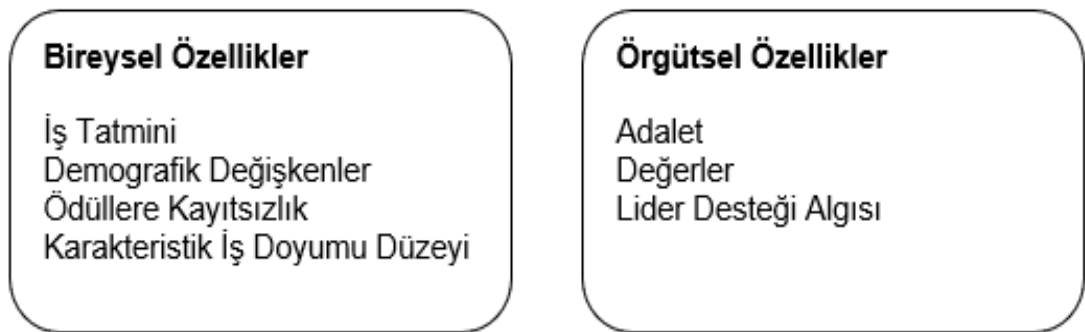 Bireysel Özellikler
İş Tatmini
Demografik Değişkenler
Ödüllere Kayıtsızlık
Karakteristik İş Doyumu Düzeyi
Örgütsel Özellikler
Adalet
Değerler
Lider Desteği Algısı